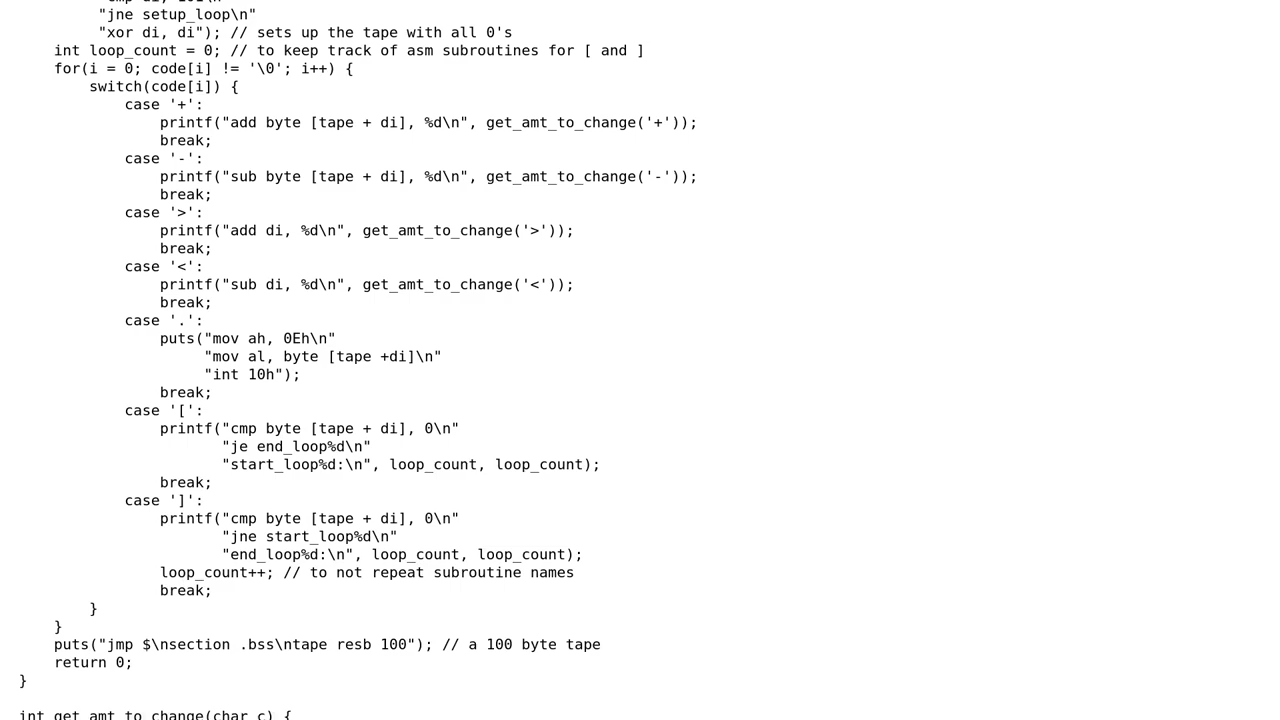 "jne setup_loop\n"
"xor di, di"); // sets up the tape with all 0's
int loop_count = 0; // to keep track of asm subroutines for [ and ]
for(i = 0; code[i] != '\0'; i++) {
switch(code[i]) {
case '+':
printf("add byte [tape + di], %d\n", get_amt_to_change('+'));
break;
case '-':
printf("sub byte [tape + di], %d\n", get_amt_to_change('-'));
break;
case '>':
printf("add di, %d\n", get_amt_to_change('>'));
break;
case '<':
printf("sub di, %d\n", get_amt_to_change('<'));
break;
case '.':
puts("mov ah, 0Eh\n"
"mov al, byte [tape +di]\n"
"int 10h");
break;
case '[':
printf("cmp byte [tape + di], 0\n"
"je end_loop%d\n"
"start_loop%d:\n", loop_count, loop_count);
break;
case ']':
printf("cmp byte [tape + di], 0\n"
"jne start_loop%d\n"
"end_loop%d:\n", loop_count, loop_count);
loop_count++; // to not repeat subroutine names
break;
}
}
puts("jmp $\nsection .bss\ntape resb 100"); // a 100 byte tape
return 0;
}
int get_amt_to_change(char c) {